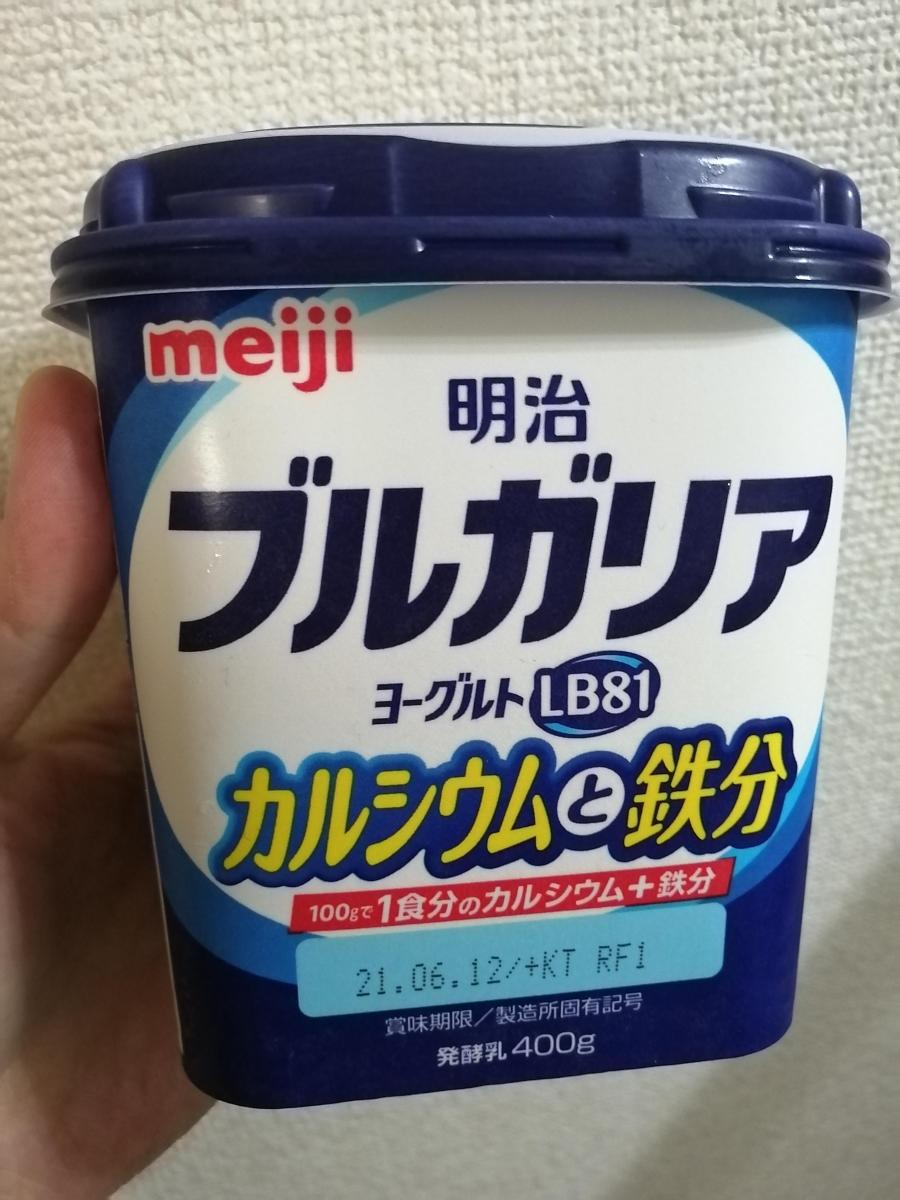 meiji
明治
ブルガリア
ヨーグルト LB81
カルシウムと鉄分
100gで1食分のカルシウム+鉄分
21.06.12/+KT RF1
賞味期限/製造所固有記号
発酵乳 400g